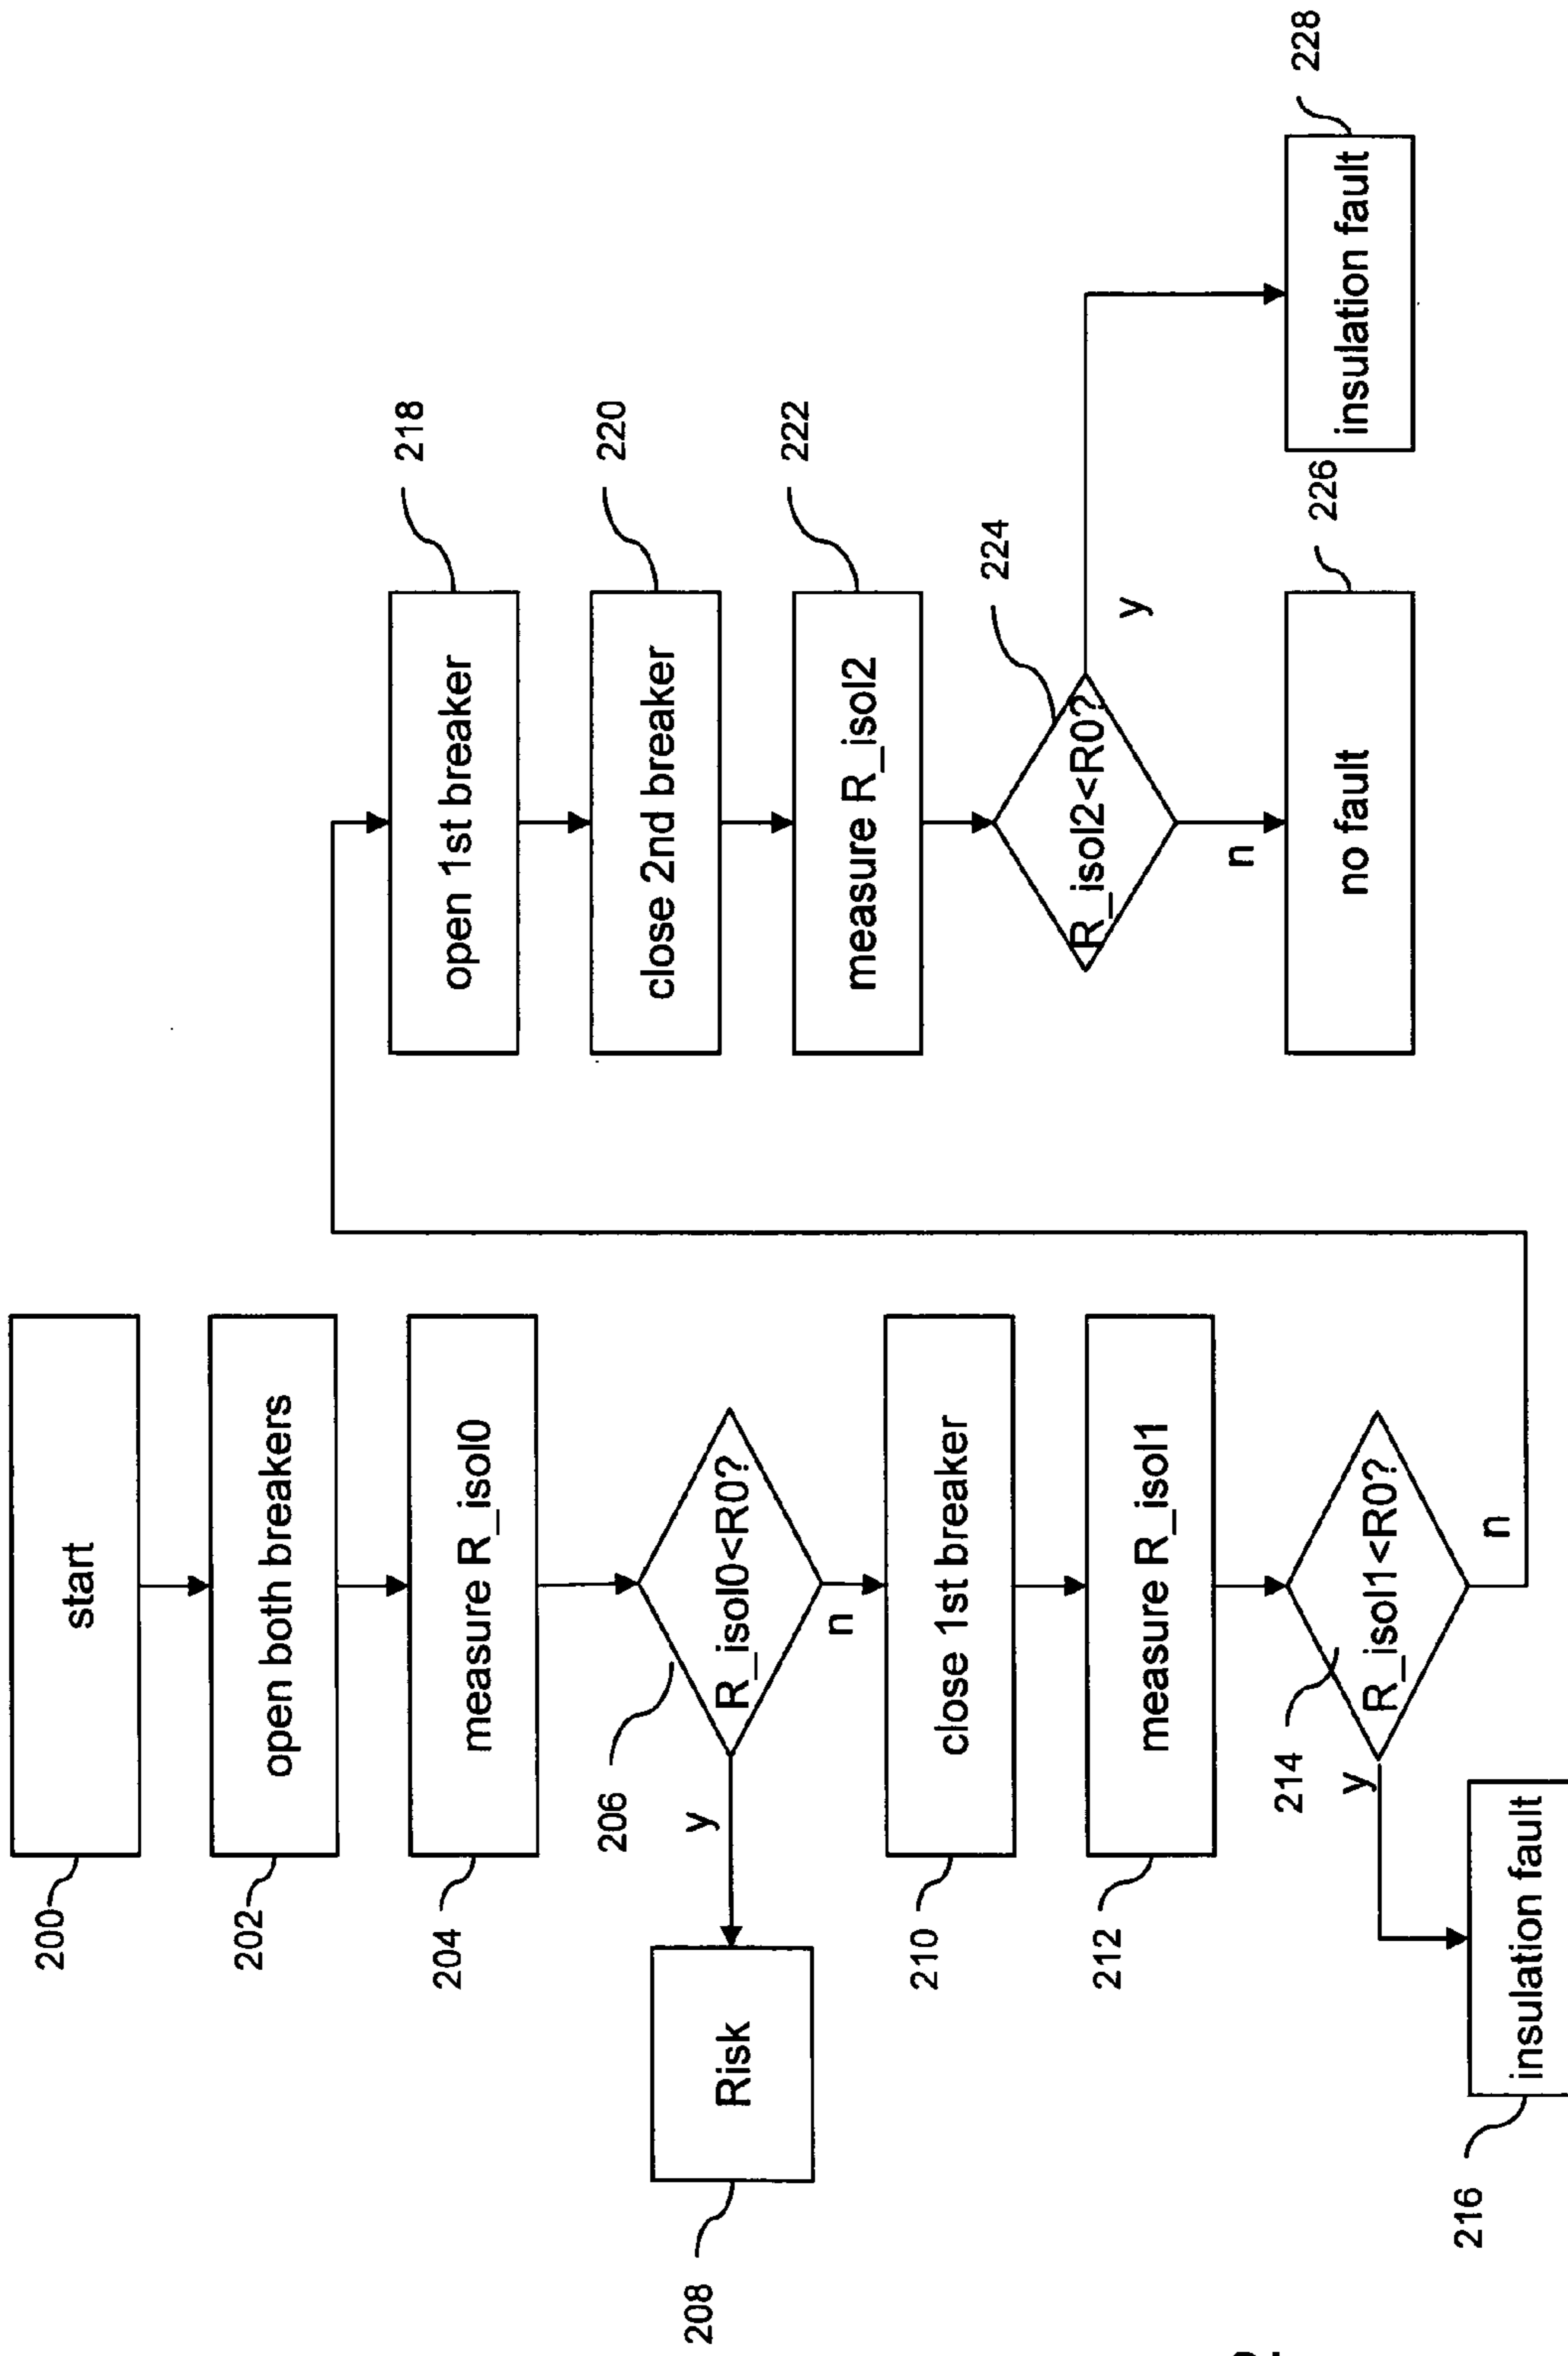 start
200
open both breakers
202
measure R_isol0
204
R_isol0<R0?
206
y
n
Risk
208
close 1st breaker
210
measure R_isol1
212
R_isol1<R0?
214
y
n
insulation fault
216
open 1st breaker
218
close 2nd breaker
220
measure R_isol2
222
R_isol2<R0?
224
y
n
no fault
226
insulation fault
228